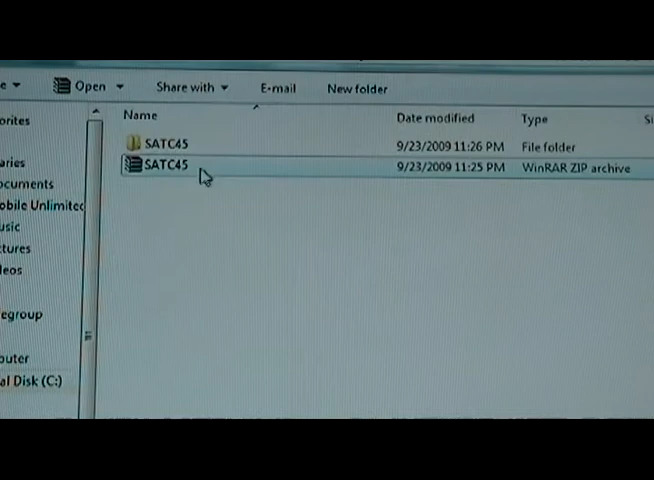 e Open Share with E-mail New folder
orites
aries
ocuments
obile Unlimited
usic
tures
leos
egroup
outer
al Disk (C:)
Name Date modified Type Si
SATC45 9/23/2009 11:26 PM File folder
SATC45 9/23/2009 11:25 PM WinRAR ZIP archive